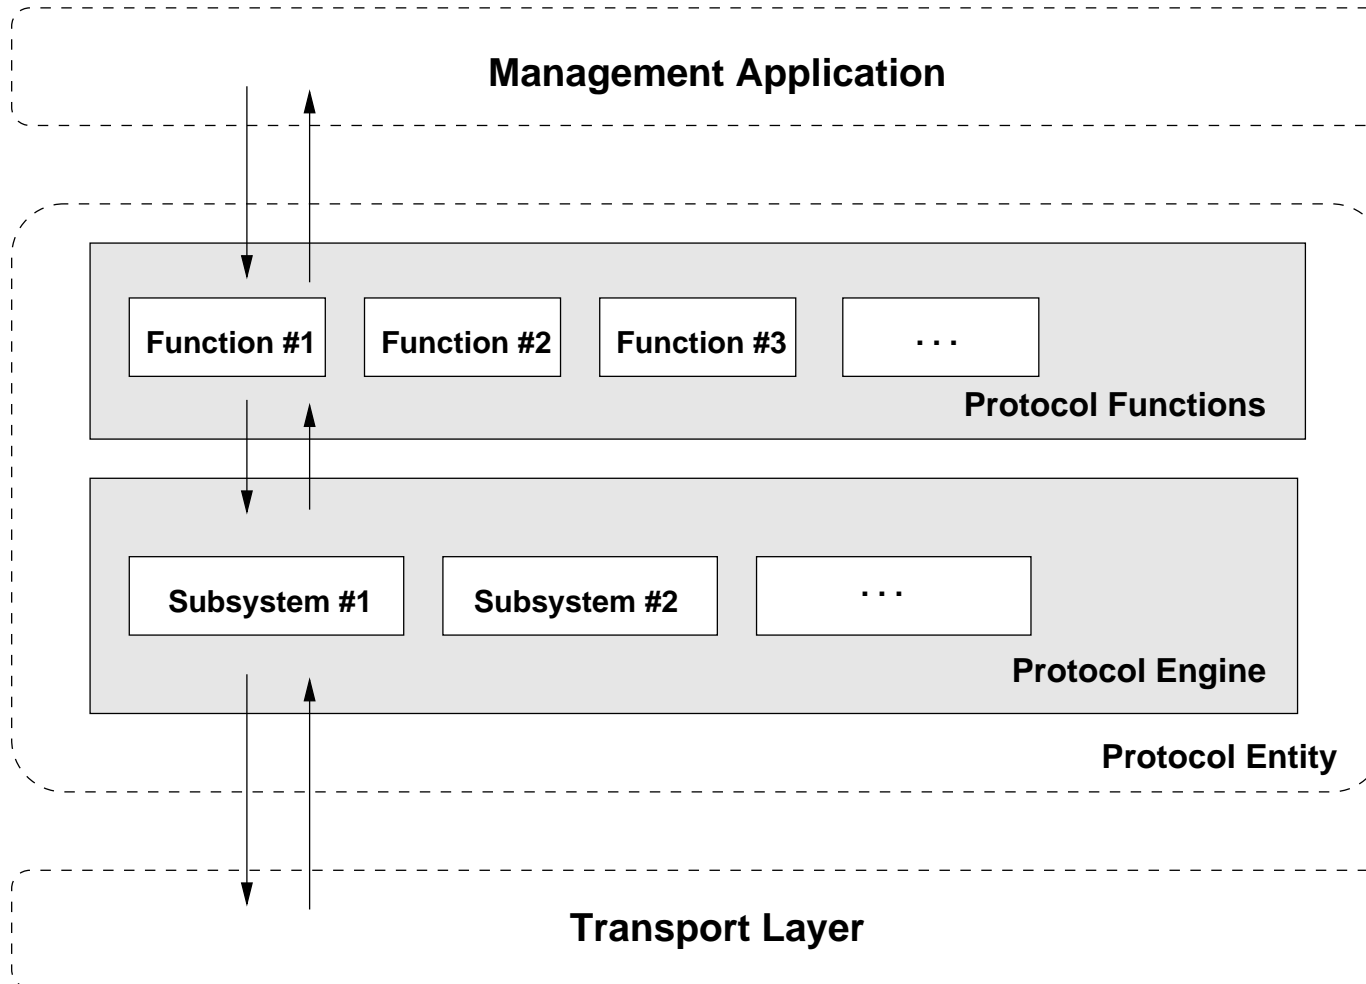 Management Application
Function #1
Function #2
Function #3
. . .
Protocol Functions
Subsystem #1
Subsystem #2
. . .
Protocol Engine
Protocol Entity
Transport Layer